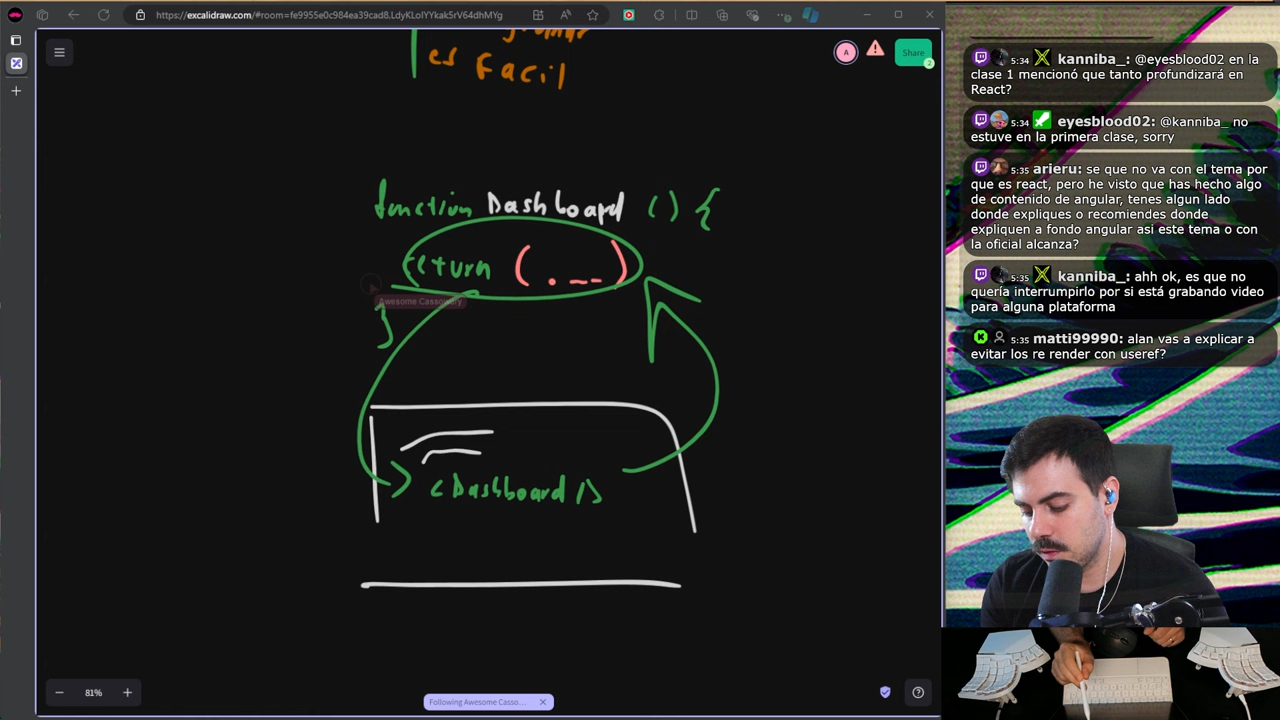 https://excalidraw.com/#room=fe9955e0c984ea39cad8,LdyKLoIYYkak5rV64dhMYg
A
Share
2
es Facil
function Dashboard () {
return (. __)
Awesome Cassowary
}
<Dashboard />
81%
Following Awesome Casso...
5:34 kanniba_: @eyesblood02 en la
clase 1 mencionó que tanto profundizará en
React?
5:34 eyesblood02: @kanniba_ no
estuve en la primera clase, sorry
5:35 arieru: se que no va con el tema por
que es react, pero he visto que has hecho algo
de contenido de angular, tenes algun lado
donde expliques o recomiendes donde
expliquen a fondo angular asi este tema o con
la oficial alcanza?
5:35 kanniba_: ahh ok, es que no
quería interrumpirlo por si está grabando video
para alguna plataforma
5:35 matti99990: alan vas a explicar a
evitar los re render con useref?